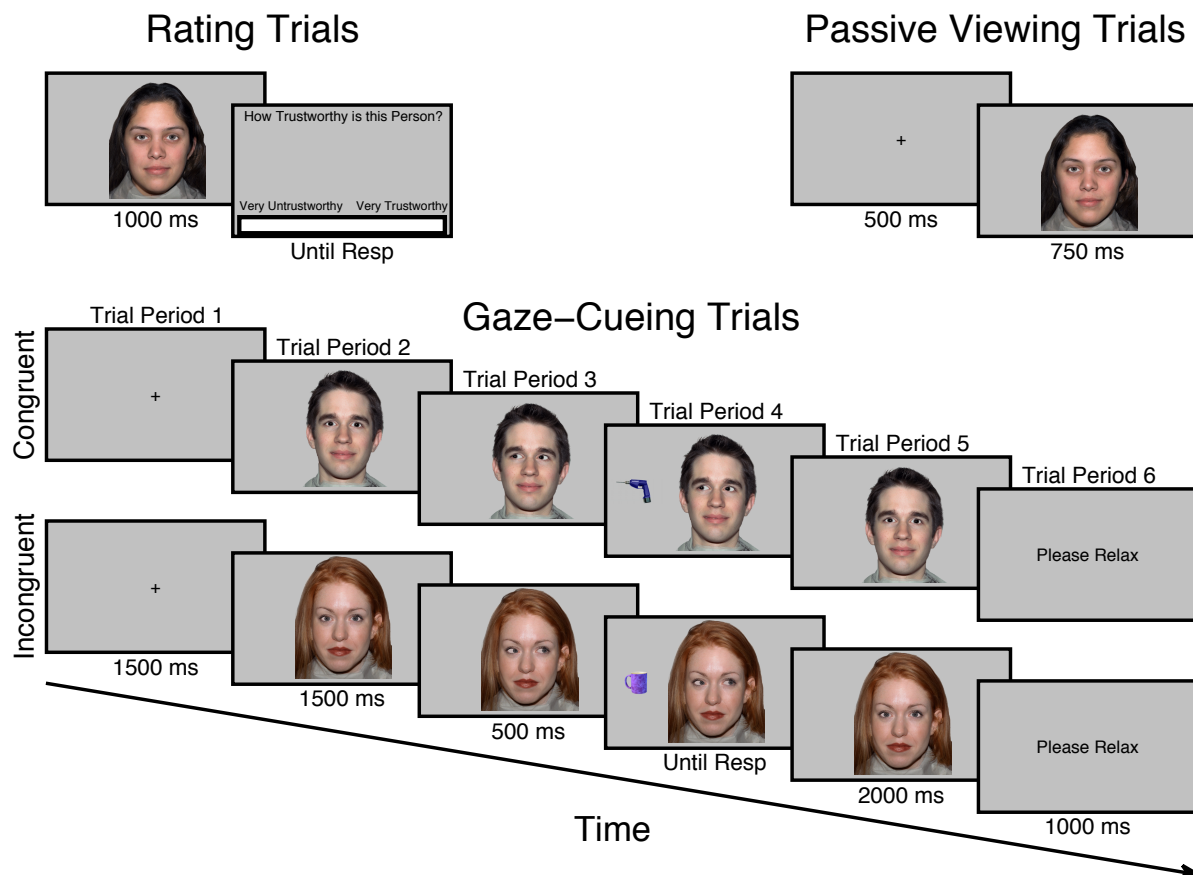 Rating Trials
Passive Viewing Trials
How Trustworthy is this Person?
Very Untrustworthy Very Trustworthy
1000 ms
Until Resp
+
500 ms
750 ms
Gaze–Cueing Trials
Congruent
Trial Period 1
Trial Period 2
Trial Period 3
Trial Period 4
Trial Period 5
Trial Period 6
+
Please Relax
Incongruent
+
Please Relax
1500 ms
1500 ms
500 ms
Until Resp
2000 ms
1000 ms
Time